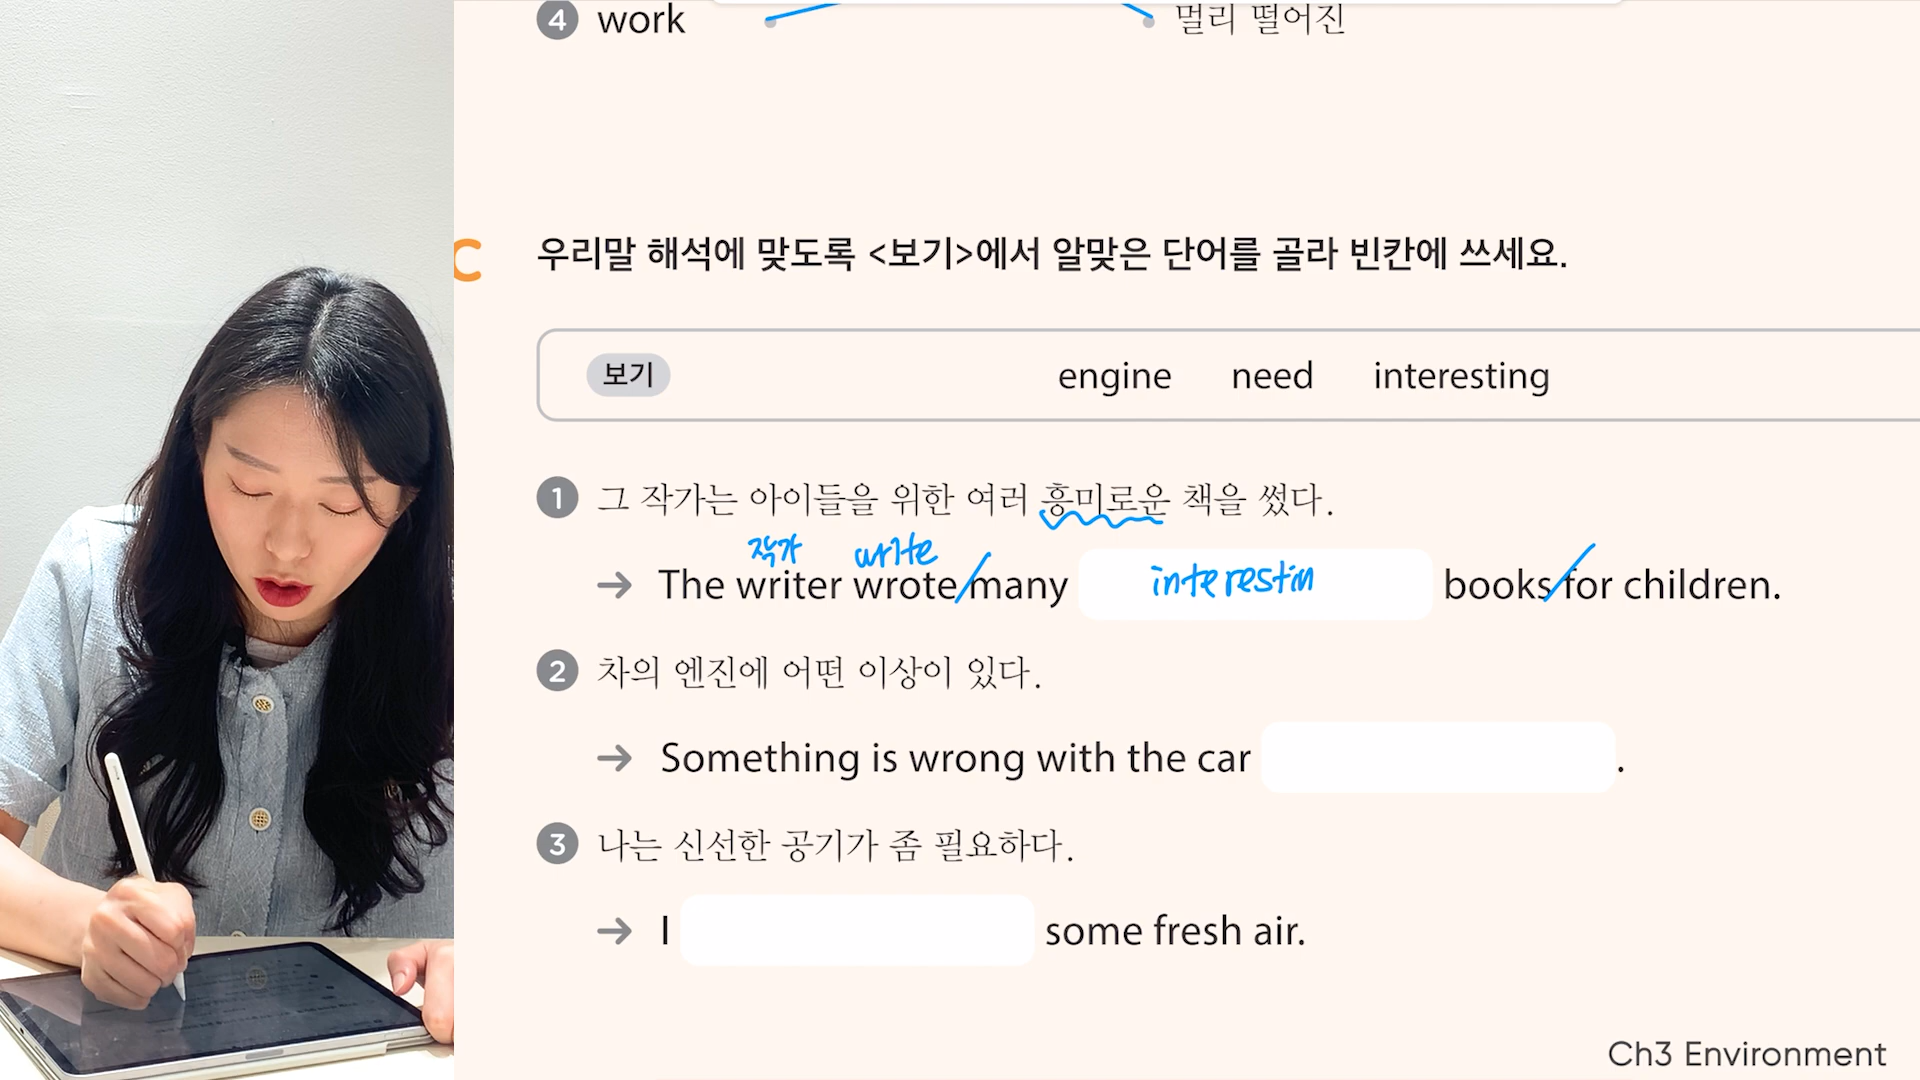 4 work 멀리 떨어진
C 우리말 해석에 맞도록 <보기>에서 알맞은 단어를 골라 빈칸에 쓰세요.
보기 engine need interesting
1 그 작가는 아이들을 위한 여러 흥미로운 책을 썼다.
작가 write
→ The writer wrote/many interestin books/for children.
2 차의 엔진에 어떤 이상이 있다.
→ Something is wrong with the car .
3 나는 신선한 공기가 좀 필요하다.
→ I some fresh air.
Ch3 Environment